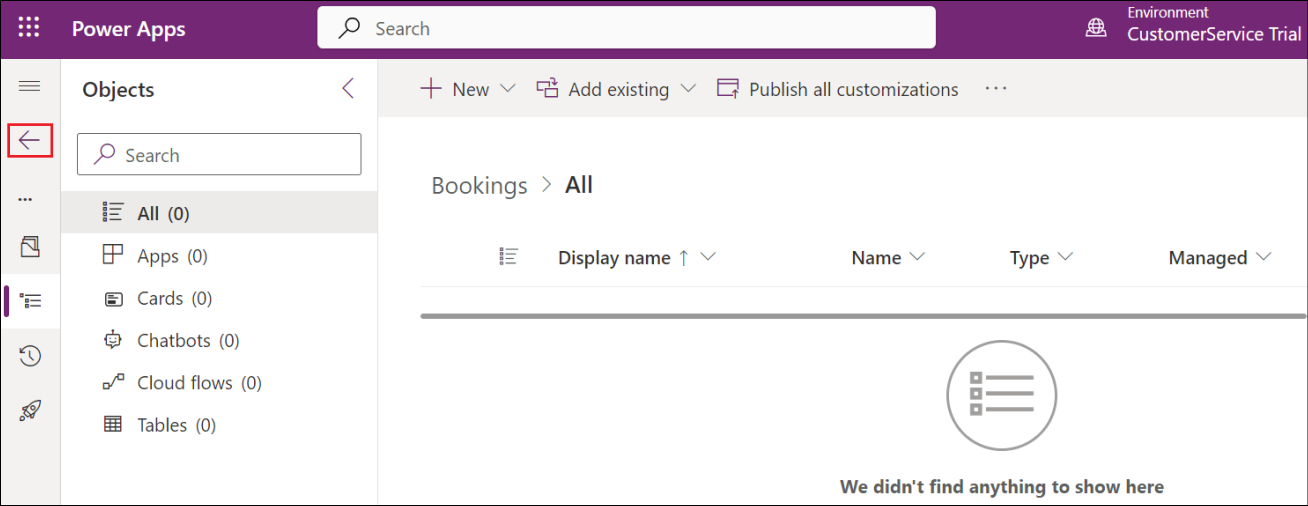 Power Apps
Search
Environment
CustomerService Trial
Objects
New
Add existing
Publish all customizations
Search
Bookings > All
All (0)
Apps (0)
Cards (0)
Chatbots (0)
Cloud flows (0)
Tables (0)
Display name ↑ Name Type Managed
We didn't find anything to show here